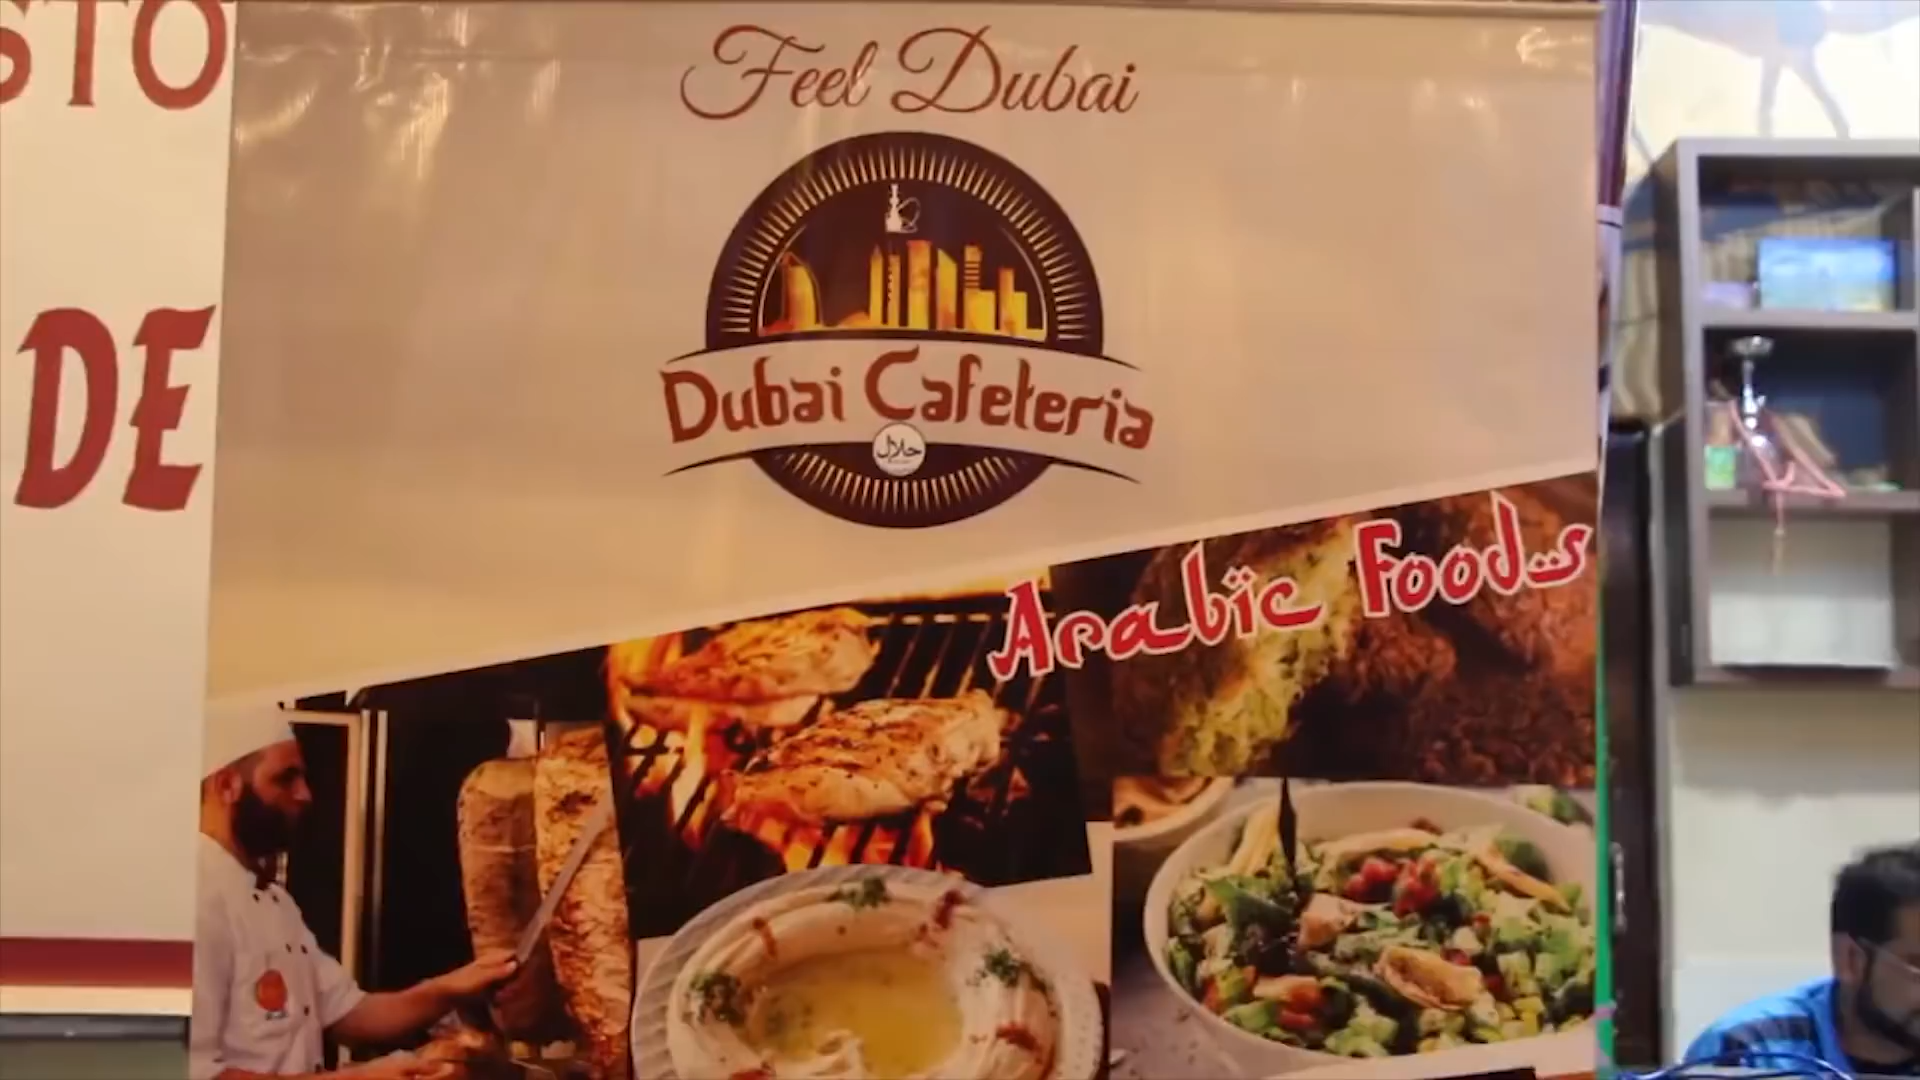 STO
DE
Feel Dubai
Dubai Cafeteria
حلال
Arabic Foods